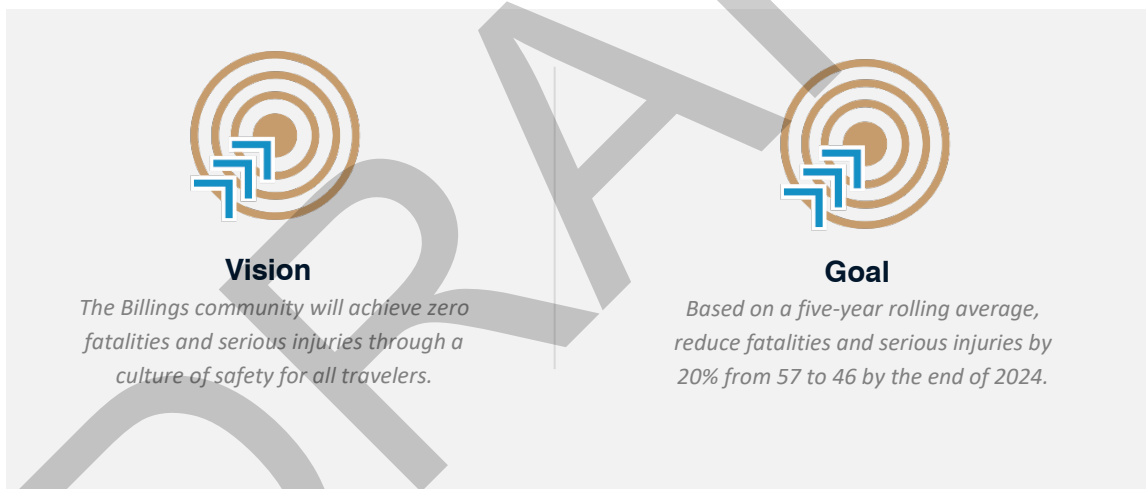 Vision
The Billings community will achieve zero
fatalities and serious injuries through a
culture of safety for all travelers.
Goal
Based on a five-year rolling average,
reduce fatalities and serious injuries by
20% from 57 to 46 by the end of 2024.
DRAF